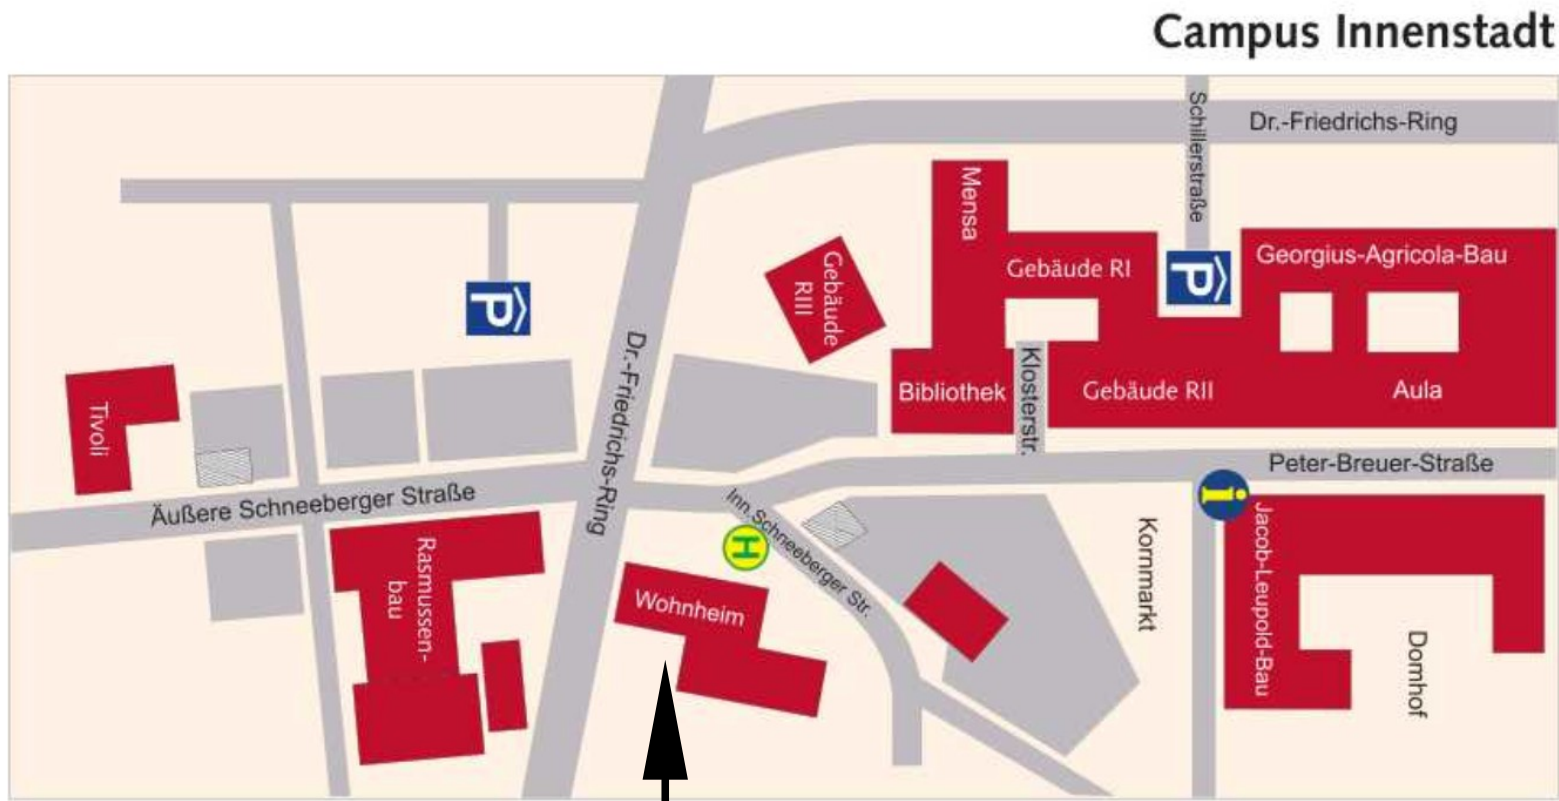 Campus Innenstadt
Dr.-Friedrichs-Ring
Schillerstraße
Mensa
Gebäude RI
Georgius-Agricola-Bau
Gebäude
RIII
P
P
Dr.-Friedrichs-Ring
Tivoli
Bibliothek
Klosterstr.
Gebäude RII
Aula
Peter-Breuer-Straße
Äußere Schneeberger Straße
Inn.Schneeberger Str.
i
H
Rasmussen-
bau
Wohnheim
Kornmarkt
Jacob-Leupold-Bau
Domhof